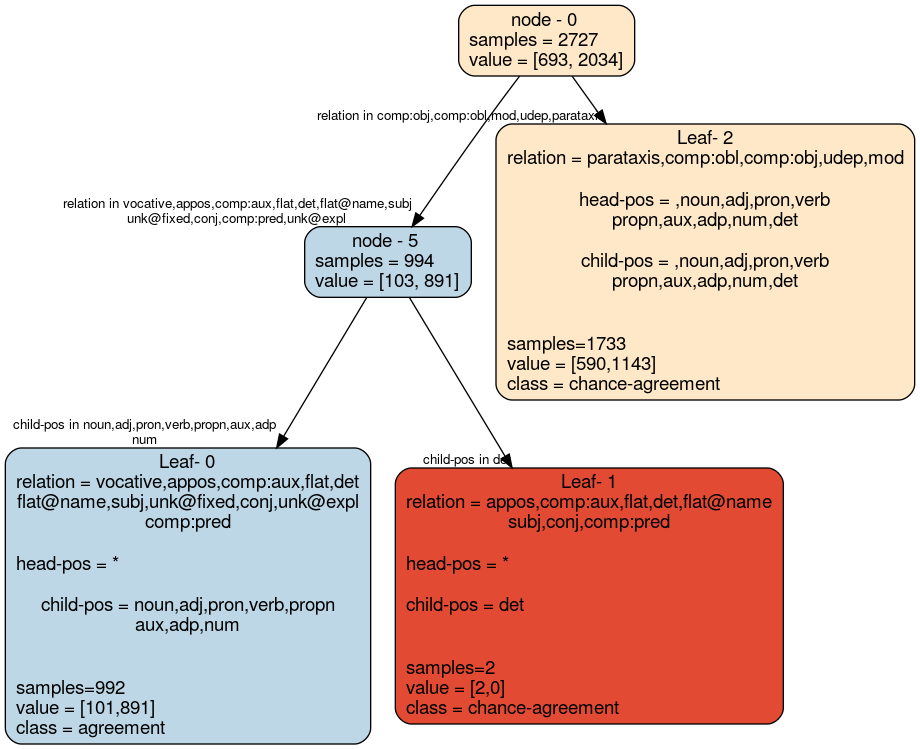 node - 0
samples = 2727
value = [693, 2034]
relation in comp:obj,comp:obl,mod,udep,parataxis
Leaf- 2
relation = parataxis,comp:obl,comp:obj,udep,mod
head-pos = ,noun,adj,pron,verb
propn,aux,adp,num,det
child-pos = ,noun,adj,pron,verb
propn,aux,adp,num,det
samples=1733
value = [590,1143]
class = chance-agreement
relation in vocative,appos,comp:aux,flat,det,flat@name,subj
unk@fixed,conj,comp:pred,unk@expl
node - 5
samples = 994
value = [103, 891]
child-pos in noun,adj,pron,verb,propn,aux,adp
num
Leaf- 0
relation = vocative,appos,comp:aux,flat,det
flat@name,subj,unk@fixed,conj,unk@expl
comp:pred
head-pos = *
child-pos = noun,adj,pron,verb,propn
aux,adp,num
samples=992
value = [101,891]
class = agreement
child-pos in det
Leaf- 1
relation = appos,comp:aux,flat,det,flat@name
subj,conj,comp:pred
head-pos = *
child-pos = det
samples=2
value = [2,0]
class = chance-agreement